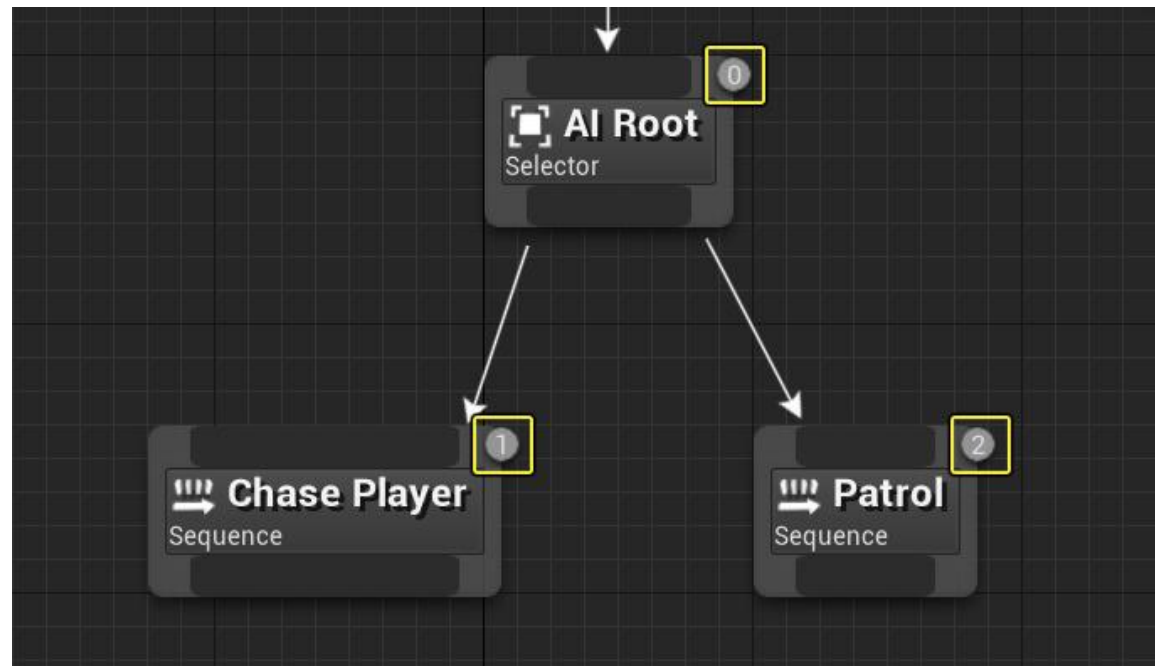 0
AI Root
Selector
1
Chase Player
Sequence
2
Patrol
Sequence